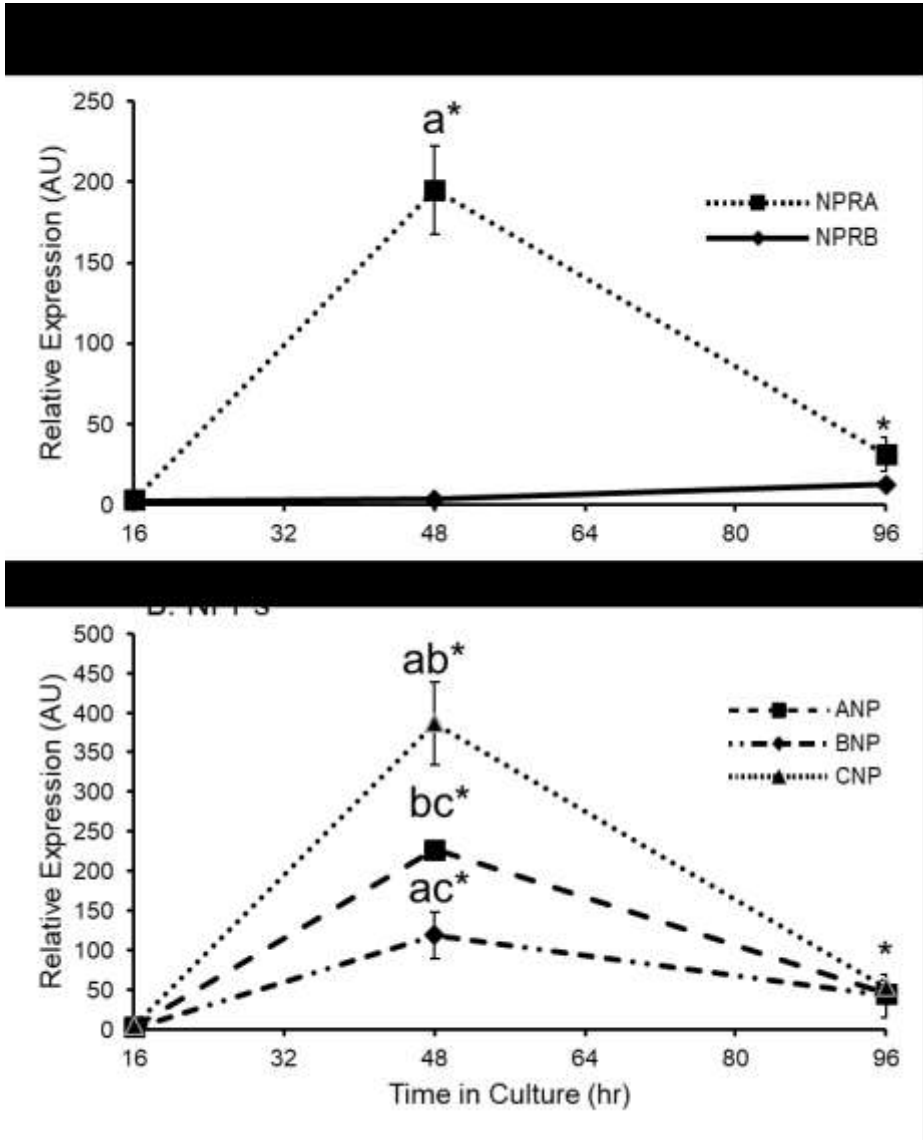 250
200
150
100
50
0
Relative Expression (AU)
a*
*
NPRA
NPRB
16 32 48 64 80 96
500
450
400
350
300
250
200
150
100
50
0
Relative Expression (AU)
ab*
bc*
ac*
*
ANP
BNP
CNP
16 32 48 64 80 96
Time in Culture (hr)